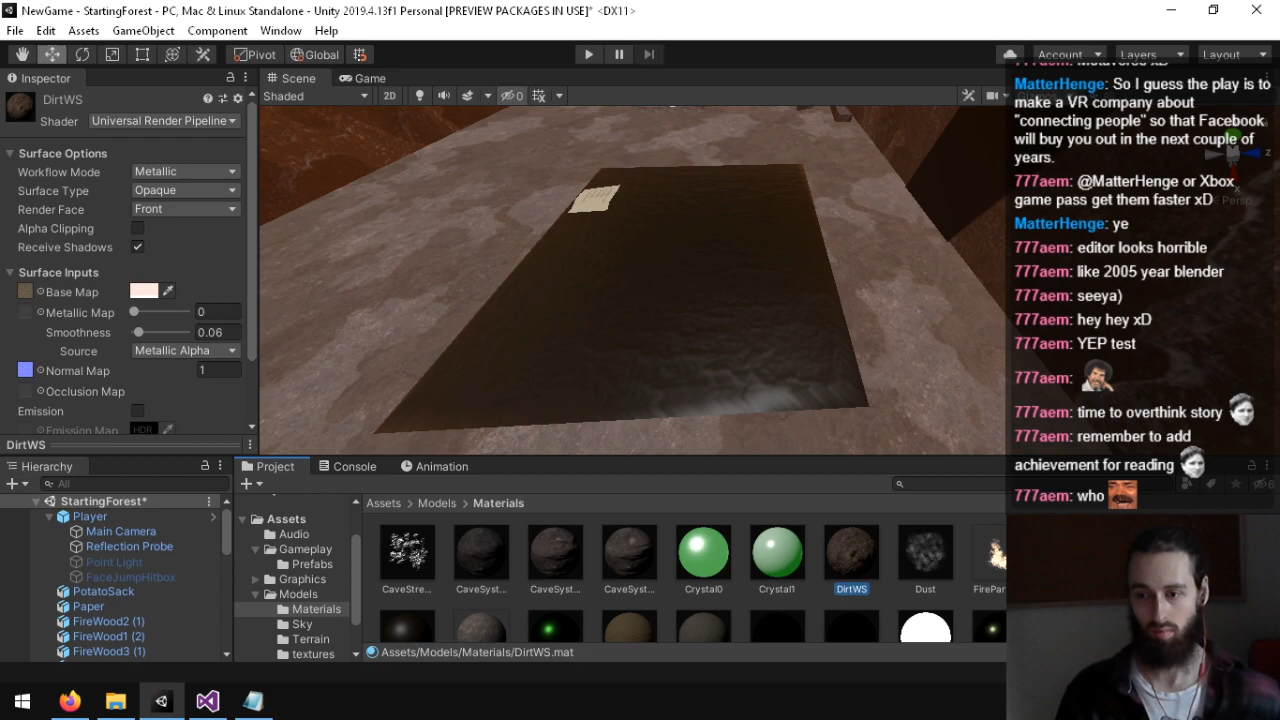 NewGame - StartingForest - PC, Mac & Linux Standalone - Unity 2019.4.13f1 Personal [PREVIEW PACKAGES IN USE]* <DX11>
File Edit Assets GameObject Component Window Help
Pivot Global Account Layers Layout
Inspector
DirtWS
Shader Universal Render Pipeline
Surface Options
Workflow Mode Metallic
Surface Type Opaque
Render Face Front
Alpha Clipping
Receive Shadows
Surface Inputs
Base Map
Metallic Map 0
Smoothness 0.06
Source Metallic Alpha
Normal Map 1
Occlusion Map
Emission
Emission Map HDR
DirtWS
Scene Game
Shaded 2D 0
Persp
MatterHenge: So I guess the play is to
make a VR company about
"connecting people" so that Facebook
will buy you out in the next couple of
years.
777aem: @MatterHenge or Xbox
game pass get them faster xD
MatterHenge: ye
777aem: editor looks horrible
777aem: like 2005 year blender
777aem: seeya)
777aem: hey hey xD
777aem: YEP test
777aem:
777aem: time to overthink story
777aem: remember to add
achievement for reading
777aem: who
Hierarchy
All
StartingForest*
Player
Main Camera
Reflection Probe
Point Light
FaceJumpHitbox
PotatoSack
Paper
FireWood2 (1)
FireWood1 (2)
FireWood3 (1)
Project Console Animation
Assets
Audio
Gameplay
Prefabs
Graphics
Models
Materials
Sky
Terrain
textures
Assets Models Materials
CaveStre... CaveSyst... CaveSyst... CaveSyst... Crystal0 Crystal1 DirtWS Dust FirePar
Assets/Models/Materials/DirtWS.mat